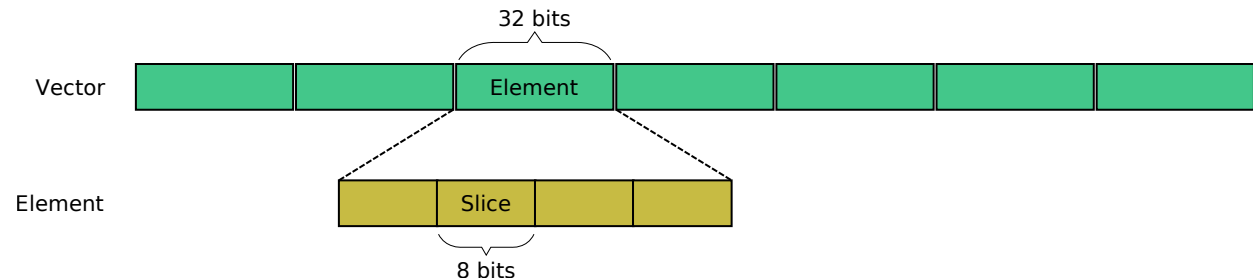 32 bits
Vector
Element
Element
Slice
8 bits